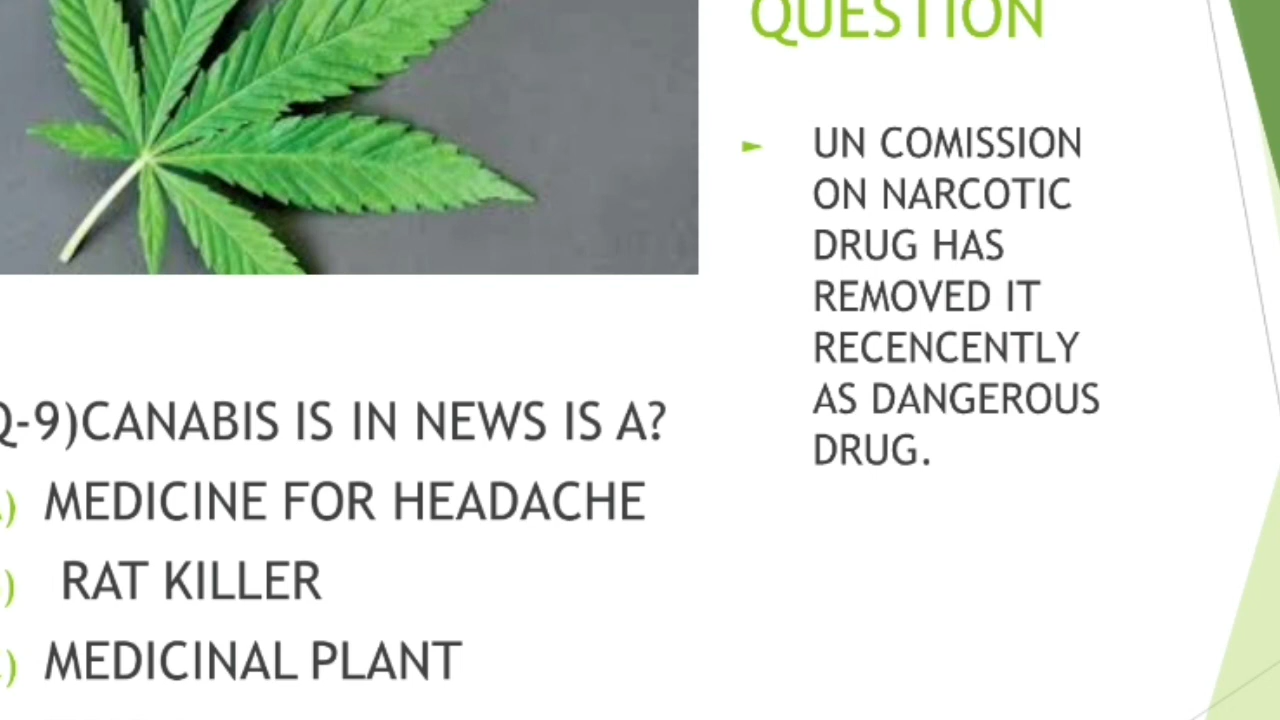 QUESTION
► UN COMISSION
ON NARCOTIC
DRUG HAS
REMOVED IT
RECENCENTLY
AS DANGEROUS
DRUG.
Q-9)CANABIS IS IN NEWS IS A?
) MEDICINE FOR HEADACHE
) RAT KILLER
) MEDICINAL PLANT